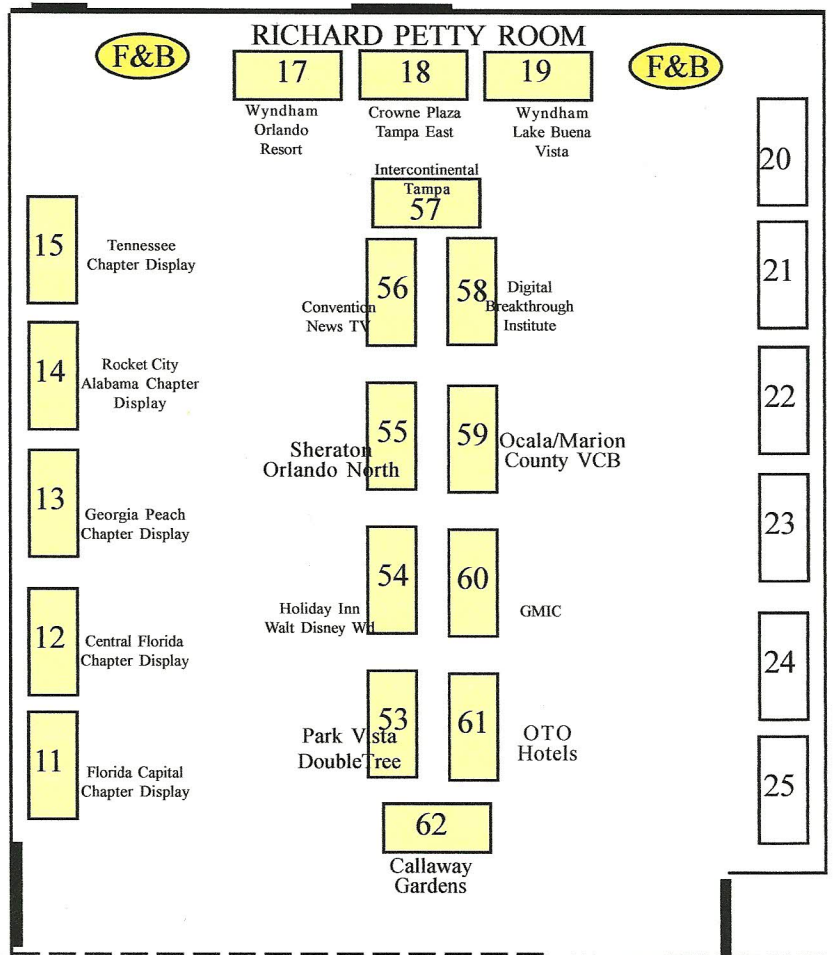 RICHARD PETTY ROOM
F&B
F&B
17
18
19
Wyndham
Orlando
Resort
Crowne Plaza
Tampa East
Wyndham
Lake Buena
Vista
20
Intercontinental
Tampa
57
15
Tennessee
Chapter Display
56
Convention
News TV
58
Digital
Breakthrough
Institute
21
14
Rocket City
Alabama Chapter
Display
22
55
Sheraton
Orlando North
59
Ocala/Marion
County VCB
13
Georgia Peach
Chapter Display
23
54
Holiday Inn
Walt Disney Wd
60
GMIC
12
Central Florida
Chapter Display
24
53
Park Vista
DoubleTree
61
OTO
Hotels
11
Florida Capital
Chapter Display
25
62
Callaway
Gardens